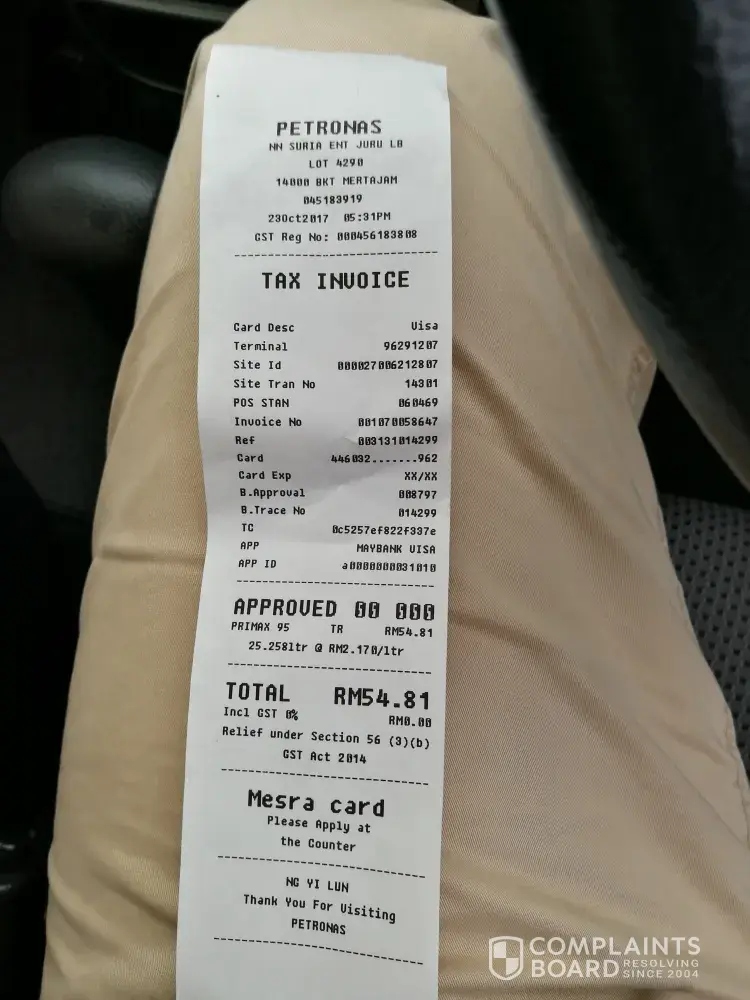 PETRONAS
NN SURIA ENT JURU LB
LOT 4290
14000 BKT MERTAJAM
045183919
23Oct2017 05:31PM
GST Reg No: 000456183808
TAX INVOICE
Card Desc Visa
Terminal 96291207
Site Id 000027006212807
Site Tran No 14301
POS STAN 060469
Invoice No 001070058647
Ref 003131014299
Card 446032.......962
Card Exp XX/XX
B.Approval 008797
B.Trace No 014299
TC 0c5257ef822f337e
APP MAYBANK VISA
APP ID a0000000031010
APPROVED 00 000
PRIMAX 95 TR RM54.81
25.258ltr @ RM2.170/ltr
TOTAL RM54.81
Incl GST 0% RM0.00
Relief under Section 56 (3)(b)
GST Act 2014
Mesra card
Please Apply at
the Counter
NG YI LUN
Thank You For Visiting
PETRONAS
COMPLAINTS
BOARD RESOLVING
SINCE 2004